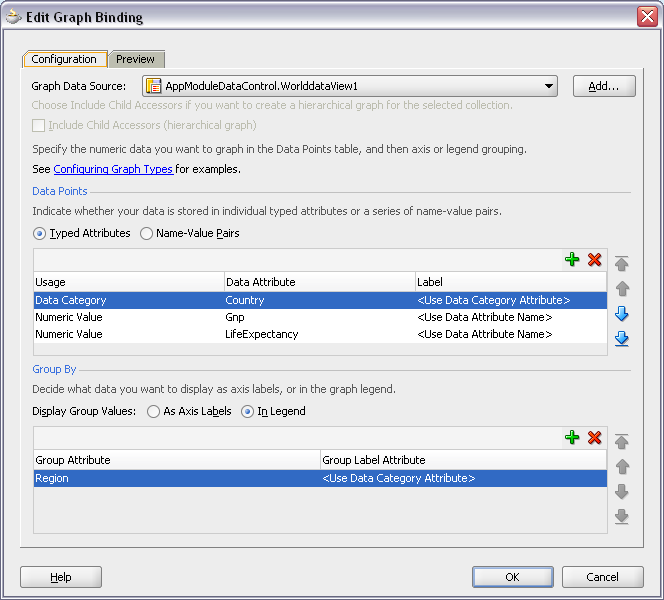 Edit Graph Binding
Configuration
Preview
Graph Data Source:
AppModuleDataControl.WorlddataView1
Add...
Choose Include Child Accessors if you want to create a hierarchical graph for the selected collection.
Include Child Accessors (hierarchical graph)
Specify the numeric data you want to graph in the Data Points table, and then axis or legend grouping.
See Configuring Graph Types for examples.
Data Points
Indicate whether your data is stored in individual typed attributes or a series of name-value pairs.
Typed Attributes
Name-Value Pairs
Usage Data Attribute Label
Data Category Country <Use Data Category Attribute>
Numeric Value Gnp <Use Data Attribute Name>
Numeric Value LifeExpectancy <Use Data Attribute Name>
Group By
Decide what data you want to display as axis labels, or in the graph legend.
Display Group Values: As Axis Labels In Legend
Group Attribute Group Label Attribute
Region <Use Data Category Attribute>
Help
OK
Cancel